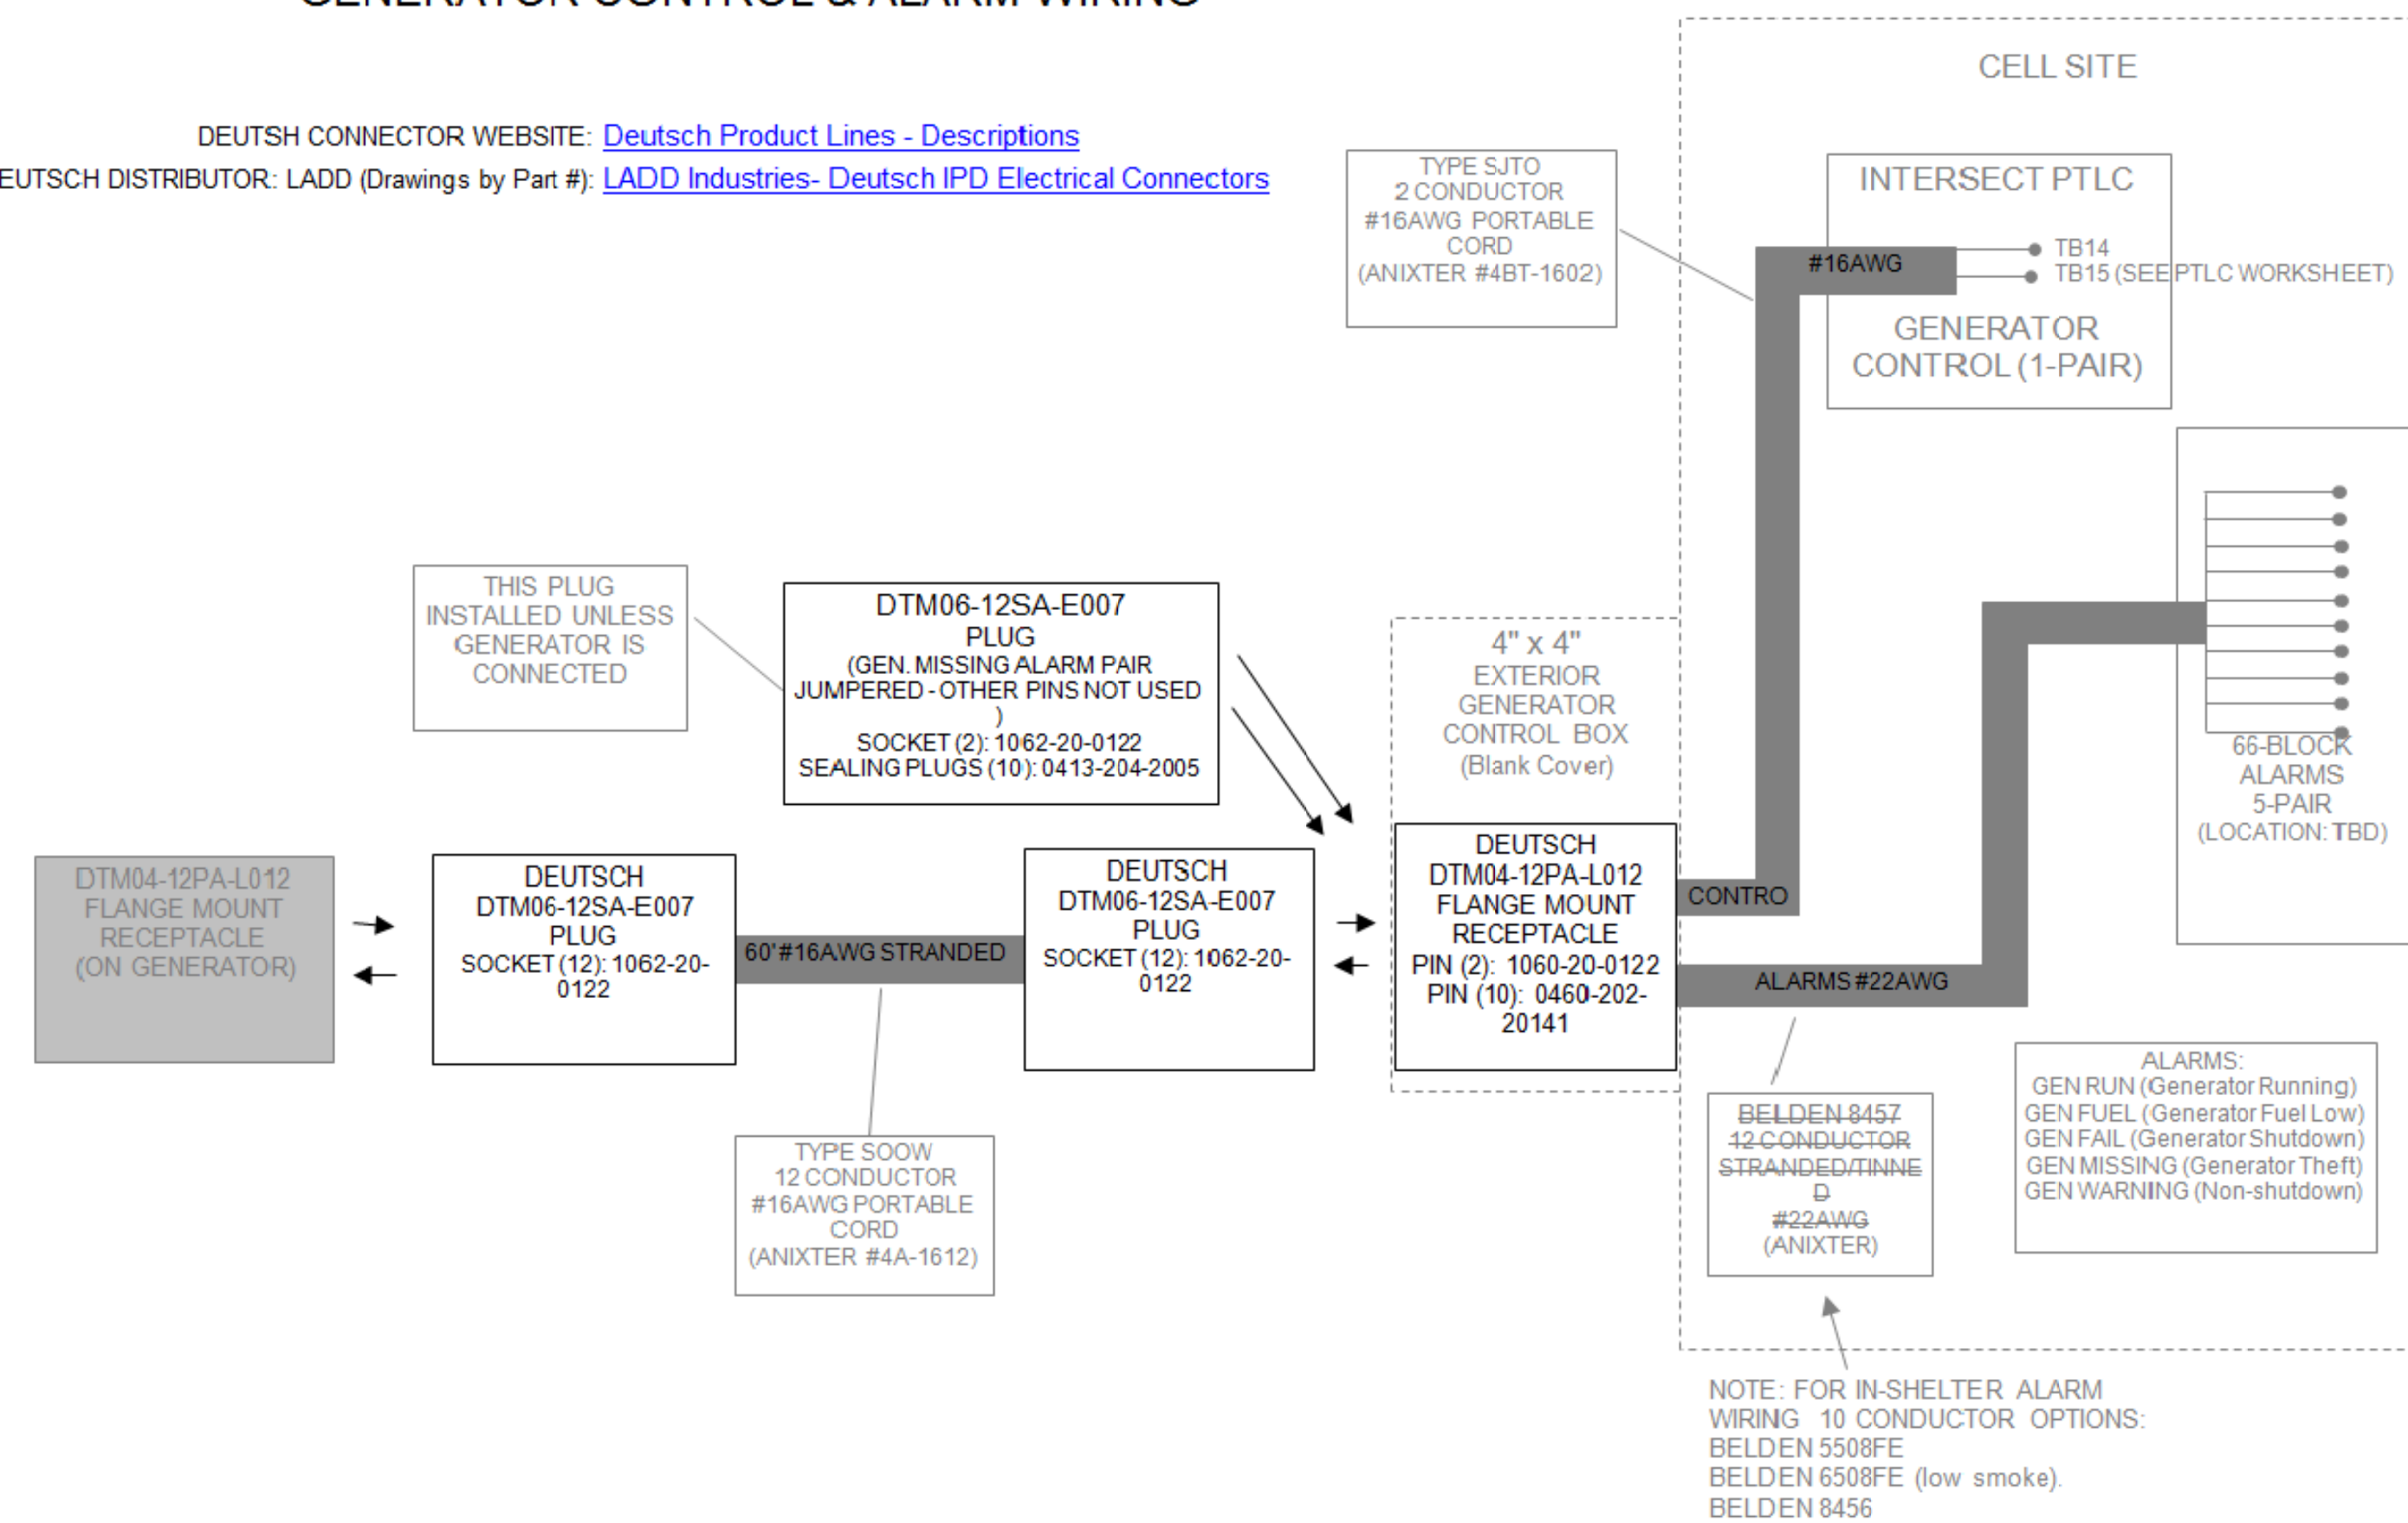 GENERATOR CONTROL & ALARM WIRING
DEUTSH CONNECTOR WEBSITE: Deutsch Product Lines - Descriptions
EUTSCH DISTRIBUTOR: LADD (Drawings by Part #): LADD Industries- Deutsch IPD Electrical Connectors
CELL SITE
TYPE SJTO
2 CONDUCTOR
#16AWG PORTABLE
CORD
(ANIXTER #4BT-1602)
INTERSECT PTLC
#16AWG
TB14
TB15 (SEE PTLC WORKSHEET)
GENERATOR
CONTROL (1-PAIR)
THIS PLUG
INSTALLED UNLESS
GENERATOR IS
CONNECTED
DTM06-12SA-E007
PLUG
(GEN. MISSING ALARM PAIR
JUMPERED - OTHER PINS NOT USED
)
SOCKET (2): 1062-20-0122
SEALING PLUGS (10): 0413-204-2005
4" x 4"
EXTERIOR
GENERATOR
CONTROL BOX
(Blank Cover)
66-BLOCK
ALARMS
5-PAIR
(LOCATION: TBD)
DTM04-12PA-L012
FLANGE MOUNT
RECEPTACLE
(ON GENERATOR)
DEUTSCH
DTM06-12SA-E007
PLUG
SOCKET (12): 1062-20-
0122
60' #16AWG STRANDED
DEUTSCH
DTM06-12SA-E007
PLUG
SOCKET (12): 1062-20-
0122
DEUTSCH
DTM04-12PA-L012
FLANGE MOUNT
RECEPTACLE
PIN (2): 1060-20-0122
PIN (10): 0460-202-
20141
CONTRO
ALARMS #22AWG
TYPE SOOW
12 CONDUCTOR
#16AWG PORTABLE
CORD
(ANIXTER #4A-1612)
BELDEN 8457
12 CONDUCTOR
STRANDED/TINNE
D
#22AWG
(ANIXTER)
ALARMS:
GEN RUN (Generator Running)
GEN FUEL (Generator Fuel Low)
GEN FAIL (Generator Shutdown)
GEN MISSING (Generator Theft)
GEN WARNING (Non-shutdown)
NOTE: FOR IN-SHELTER ALARM
WIRING 10 CONDUCTOR OPTIONS:
BELDEN 5508FE
BELDEN 6508FE (low smoke).
BELDEN 8456